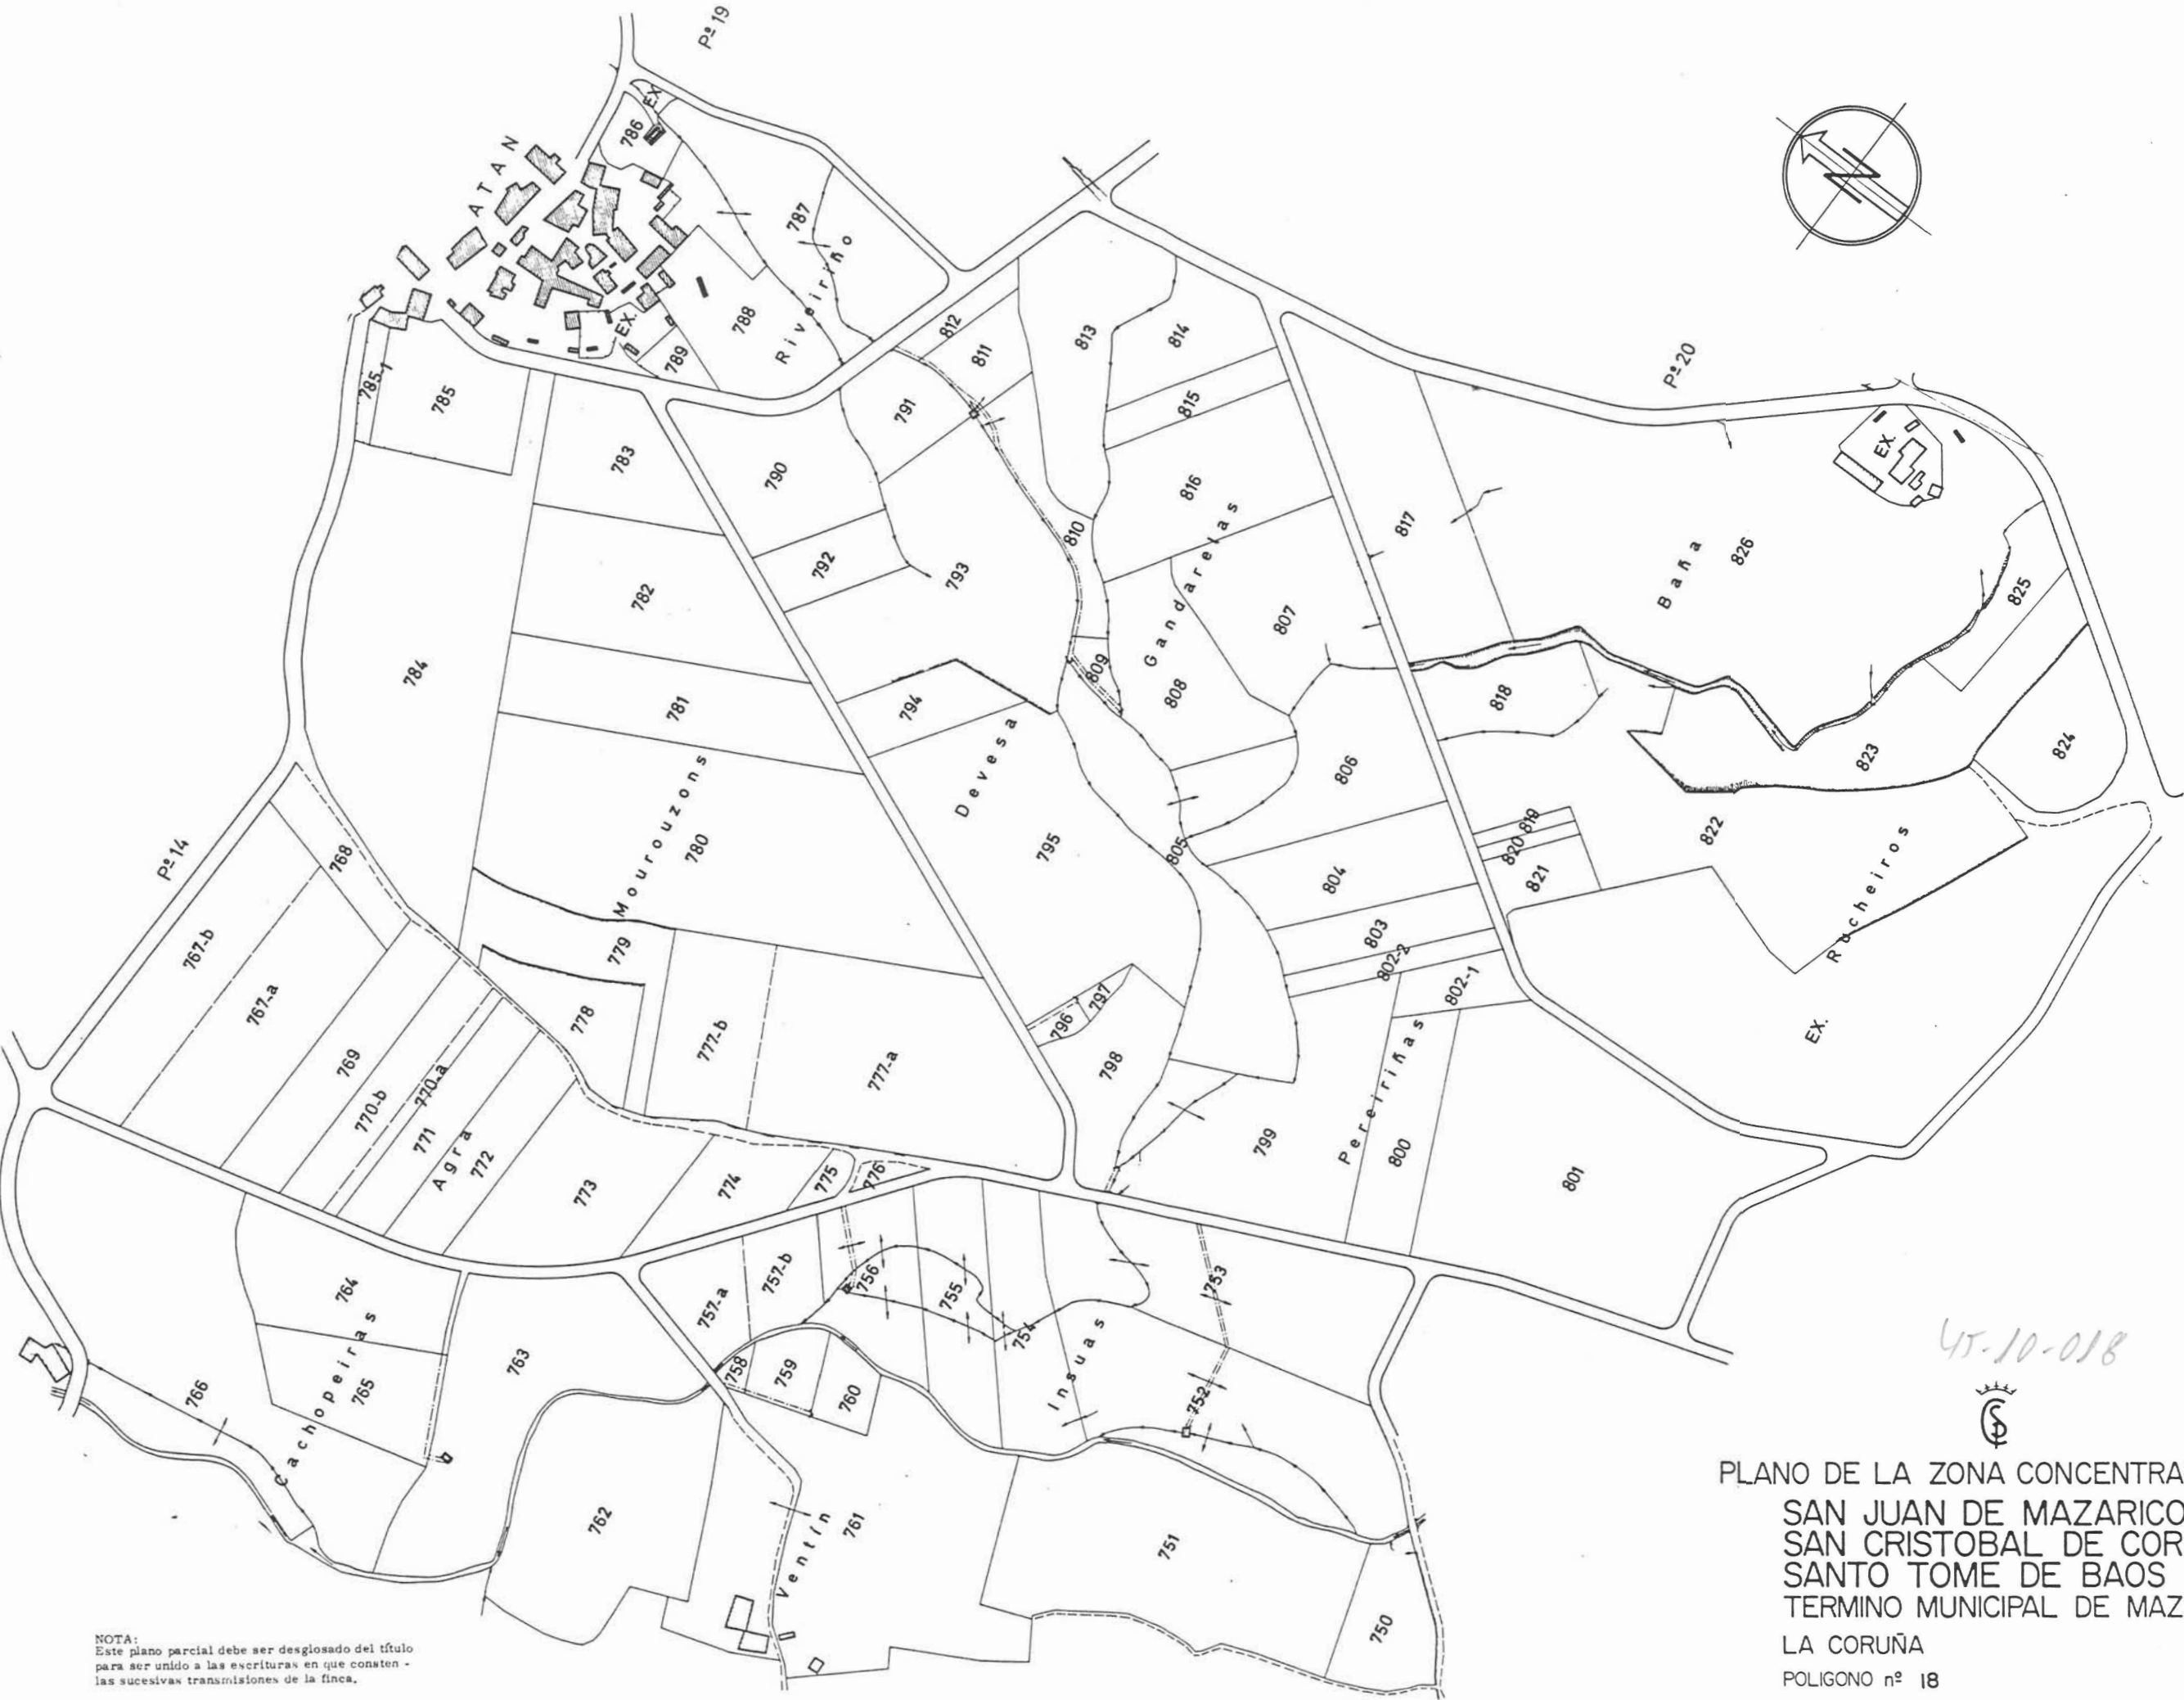 Pº 19
EX
786
ATAN
787
Riveiriño
788
EX.
789
785-1
785
812
811
813
814
815
816
791
790
792
793
810
809
Gandarelas
807
808
817
Pº 20
EX.
Baña
826
825
824
823
818
822
819
820
821
Racheiros
EX.
783
782
781
784
794
Devesa
795
805
806
804
803
802-2
802-1
Mourouzons
780
779
778
777-b
777-a
796
797
798
799
Pereiriñas
800
801
Pº 14
768
767-b
767-a
769
770-b
770-a
771
Agra
772
773
774
775
776
764
765
Cachopeiras
766
763
757-a
757-b
756
755
754
753
752
Insuas
758
759
760
762
761
Ventín
751
750
N
45-10-018
PLANO DE LA ZONA CONCENTRA
SAN JUAN DE MAZARICO
SAN CRISTOBAL DE COR
SANTO TOME DE BAOS
TERMINO MUNICIPAL DE MAZ
LA CORUÑA
POLIGONO nº 18
NOTA:
Este plano parcial debe ser desglosado del título
para ser unido a las escrituras en que consten -
las sucesivas transmisiones de la finca.